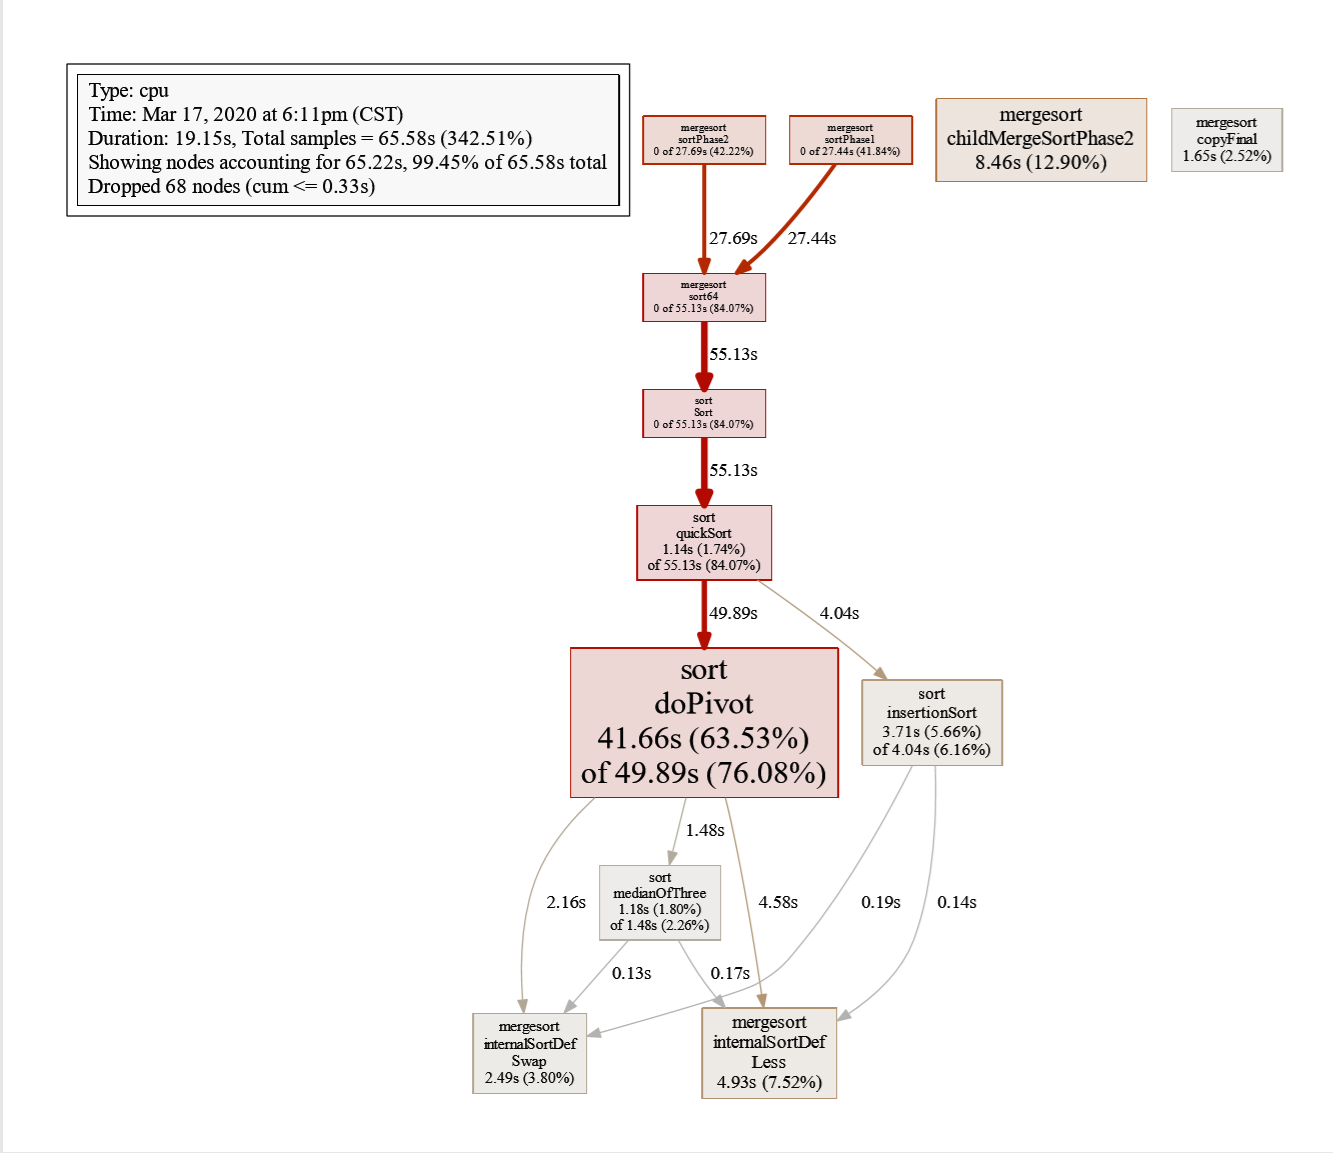 Type: cpu
Time: Mar 17, 2020 at 6:11pm (CST)
Duration: 19.15s, Total samples = 65.58s (342.51%)
Showing nodes accounting for 65.22s, 99.45% of 65.58s total
Dropped 68 nodes (cum <= 0.33s)
mergesort
sortPhase2
0 of 27.69s (42.22%)
mergesort
sortPhase1
0 of 27.44s (41.84%)
mergesort
childMergeSortPhase2
8.46s (12.90%)
mergesort
copyFinal
1.65s (2.52%)
27.69s
27.44s
mergesort
sort64
0 of 55.13s (84.07%)
55.13s
sort
Sort
0 of 55.13s (84.07%)
55.13s
sort
quickSort
1.14s (1.74%)
of 55.13s (84.07%)
49.89s
4.04s
sort
doPivot
41.66s (63.53%)
of 49.89s (76.08%)
sort
insertionSort
3.71s (5.66%)
of 4.04s (6.16%)
1.48s
sort
medianOfThree
1.18s (1.80%)
of 1.48s (2.26%)
2.16s
4.58s
0.19s
0.14s
0.13s
0.17s
mergesort
internalSortDef
Swap
2.49s (3.80%)
mergesort
internalSortDef
Less
4.93s (7.52%)